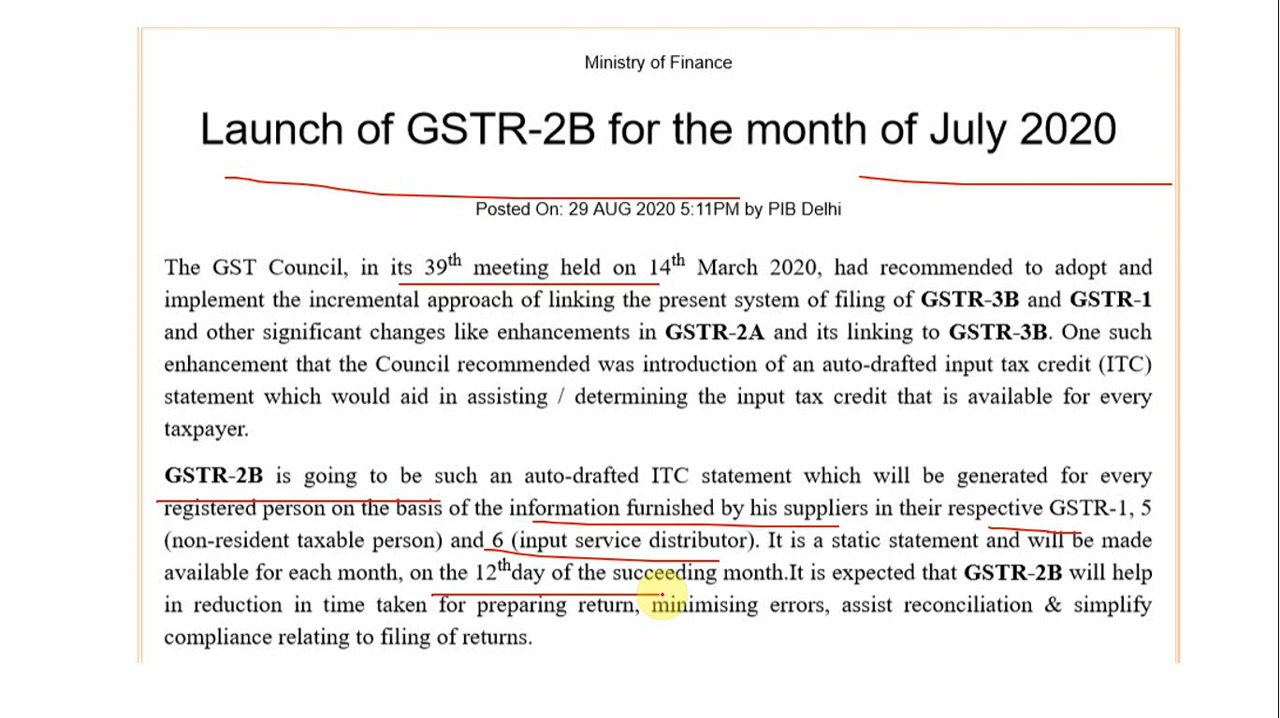 Ministry of Finance
Launch of GSTR-2B for the month of July 2020
Posted On: 29 AUG 2020 5:11PM by PIB Delhi
The GST Council, in its 39th meeting held on 14th March 2020, had recommended to adopt and
implement the incremental approach of linking the present system of filing of GSTR-3B and GSTR-1
and other significant changes like enhancements in GSTR-2A and its linking to GSTR-3B. One such
enhancement that the Council recommended was introduction of an auto-drafted input tax credit (ITC)
statement which would aid in assisting / determining the input tax credit that is available for every
taxpayer.
GSTR-2B is going to be such an auto-drafted ITC statement which will be generated for every
registered person on the basis of the information furnished by his suppliers in their respective GSTR-1, 5
(non-resident taxable person) and 6 (input service distributor). It is a static statement and will be made
available for each month, on the 12thday of the succeeding month.It is expected that GSTR-2B will help
in reduction in time taken for preparing return, minimising errors, assist reconciliation & simplify
compliance relating to filing of returns.